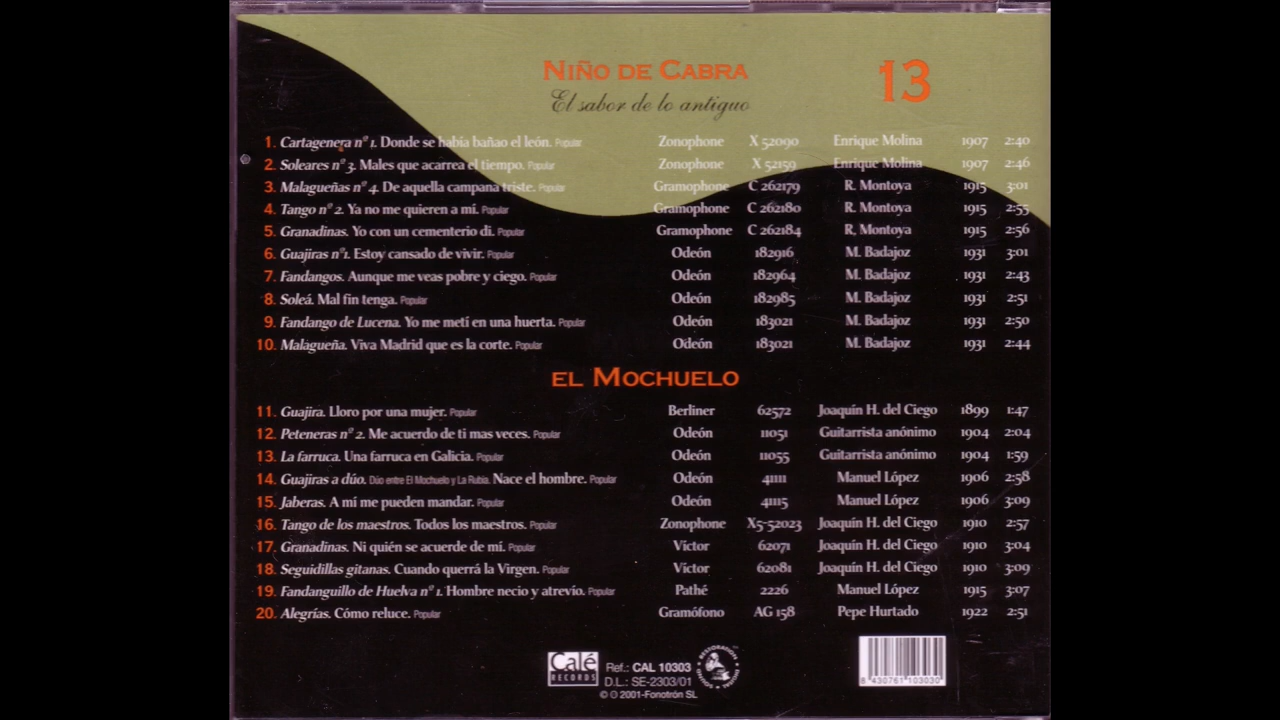 NIÑO DE CABRA 13
El sabor de lo antiguo
1. Cartagenera nº 1. Donde se había bañao el león. Popular Zonophone X 52090 Enrique Molina 1907 2:40
2. Soleares nº 3. Males que acarrea el tiempo. Popular Zonophone X 52159 Enrique Molina 1907 2:46
3. Malagueñas nº 4. De aquella campana triste. Popular Gramophone C 262179 R. Montoya 1915 3:01
4. Tango nº 2. Ya no me quieren a mí. Popular Gramophone C 262180 R. Montoya 1915 2:55
5. Granadinas. Yo con un cementerio di. Popular Gramophone C 262184 R. Montoya 1915 2:56
6. Guajiras nº1. Estoy cansado de vivir. Popular Odeón 182916 M. Badajoz 1931 3:01
7. Fandangos. Aunque me veas pobre y ciego. Popular Odeón 182964 M. Badajoz 1931 2:43
8. Soleá. Mal fin tenga. Popular Odeón 182985 M. Badajoz 1931 2:51
9. Fandango de Lucena. Yo me metí en una huerta. Popular Odeón 183021 M. Badajoz 1931 2:50
10. Malagueña. Viva Madrid que es la corte. Popular Odeón 183021 M. Badajoz 1931 2:44
EL MOCHUELO
11. Guajira. Lloro por una mujer. Popular Berliner 62572 Joaquín H. del Ciego 1899 1:47
12. Peteneras nº 2. Me acuerdo de ti mas veces. Popular Odeón 11051 Guitarrista anónimo 1904 2:04
13. La farruca. Una farruca en Galicia. Popular Odeón 11055 Guitarrista anónimo 1904 1:59
14. Guajiras a dúo. Dúo entre El Mochuelo y La Rubia. Nace el hombre. Popular Odeón 41111 Manuel López 1906 2:58
15. Jaberas. A mí me pueden mandar. Popular Odeón 41115 Manuel López 1906 3:09
16. Tango de los maestros. Todos los maestros. Popular Zonophone X5-52023 Joaquín H. del Ciego 1910 2:57
17. Granadinas. Ni quién se acuerde de mí. Popular Víctor 62071 Joaquín H. del Ciego 1910 3:04
18. Seguidillas gitanas. Cuando querrá la Virgen. Popular Víctor 62081 Joaquín H. del Ciego 1910 3:09
19. Fandanguillo de Huelva nº 1. Hombre necio y atrevío. Popular Pathé 2226 Manuel López 1915 3:07
20. Alegrías. Cómo reluce. Popular Gramófono AG 158 Pepe Hurtado 1922 2:51
Calé RECORDS
Ref.: CAL 10303
D.L.: SE-2303/01
© ℗ 2001-Fonotrón SL
8 430761 103030